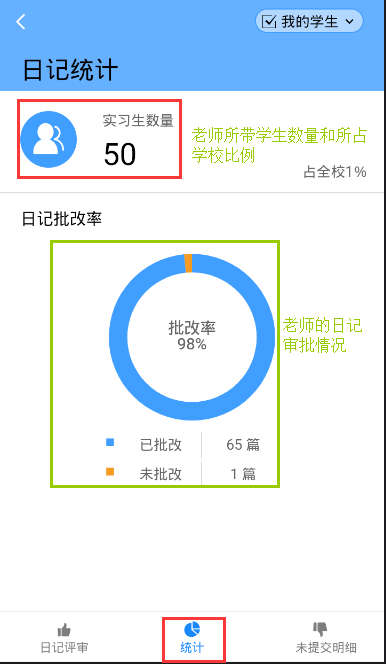 我的学生
日记统计
实习生数量
50
老师所带学生数量和所占
学校比例
占全校1%
日记批改率
批改率
98%
老师的日记
审批情况
已批改 65 篇
未批改 1 篇
日记评审 统计 未提交明细